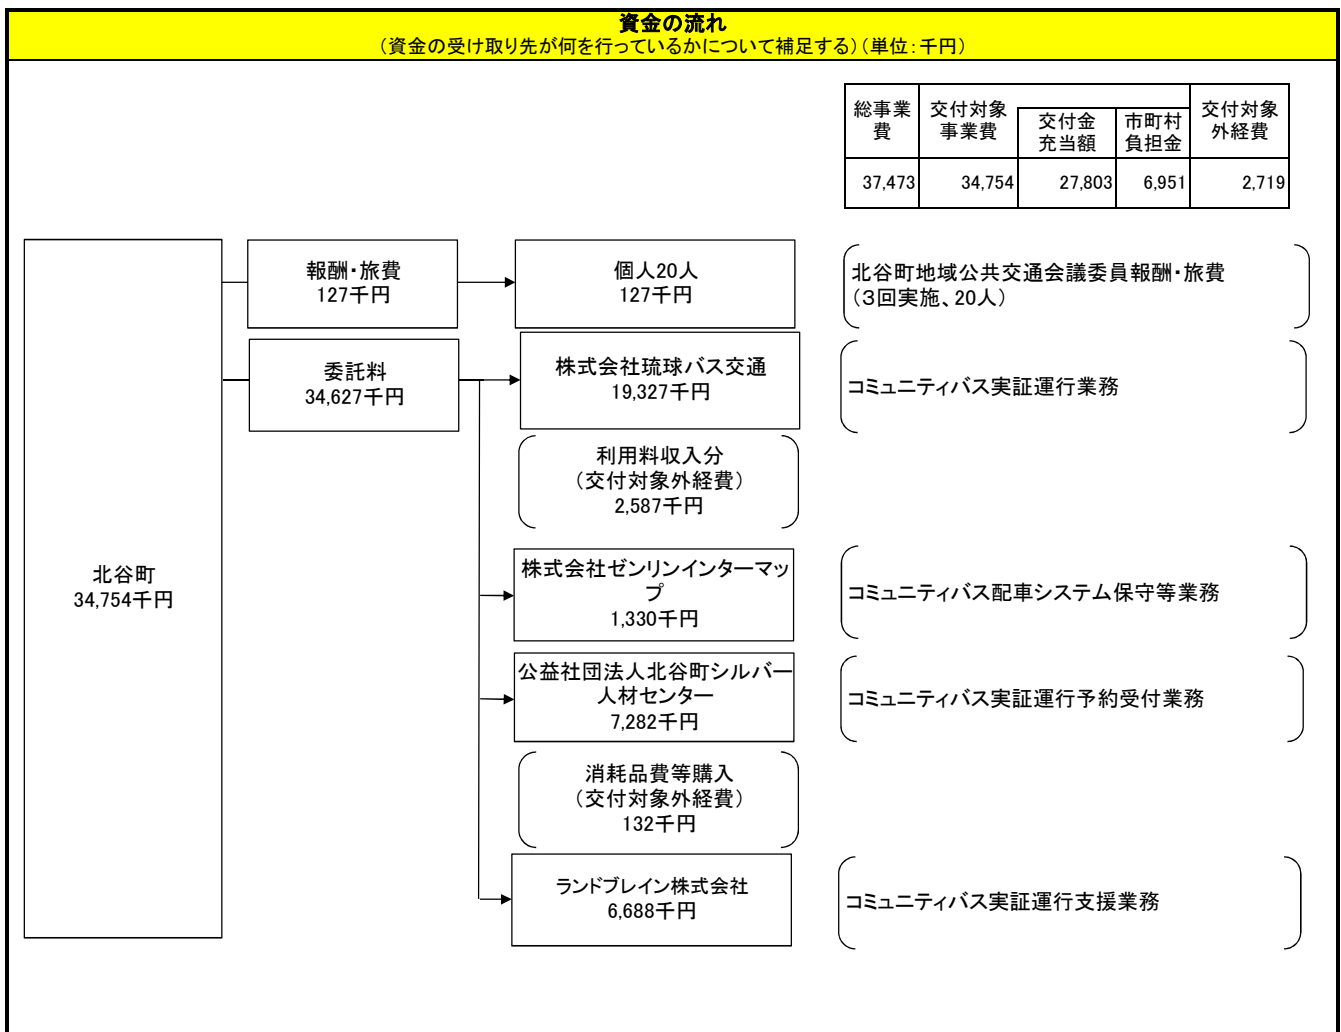 資金の流れ
（資金の受け取り先が何を行っているかについて補足する）（単位：千円）
総事業
費
交付対象
事業費
交付金
充当額
市町村
負担金
交付対象
外経費
37,473 34,754 27,803 6,951 2,719
北谷町
34,754千円
報酬・旅費
127千円
個人20人
127千円
北谷町地域公共交通会議委員報酬・旅費
（３回実施、20人）
委託料
34,627千円
株式会社琉球バス交通
19,327千円
コミュニティバス実証運行業務
利用料収入分
（交付対象外経費）
2,587千円
株式会社ゼンリンインターマッ
プ
1,330千円
コミュニティバス配車システム保守等業務
公益社団法人北谷町シルバー
人材センター
7,282千円
コミュニティバス実証運行予約受付業務
消耗品費等購入
（交付対象外経費）
132千円
ランドブレイン株式会社
6,688千円
コミュニティバス実証運行支援業務